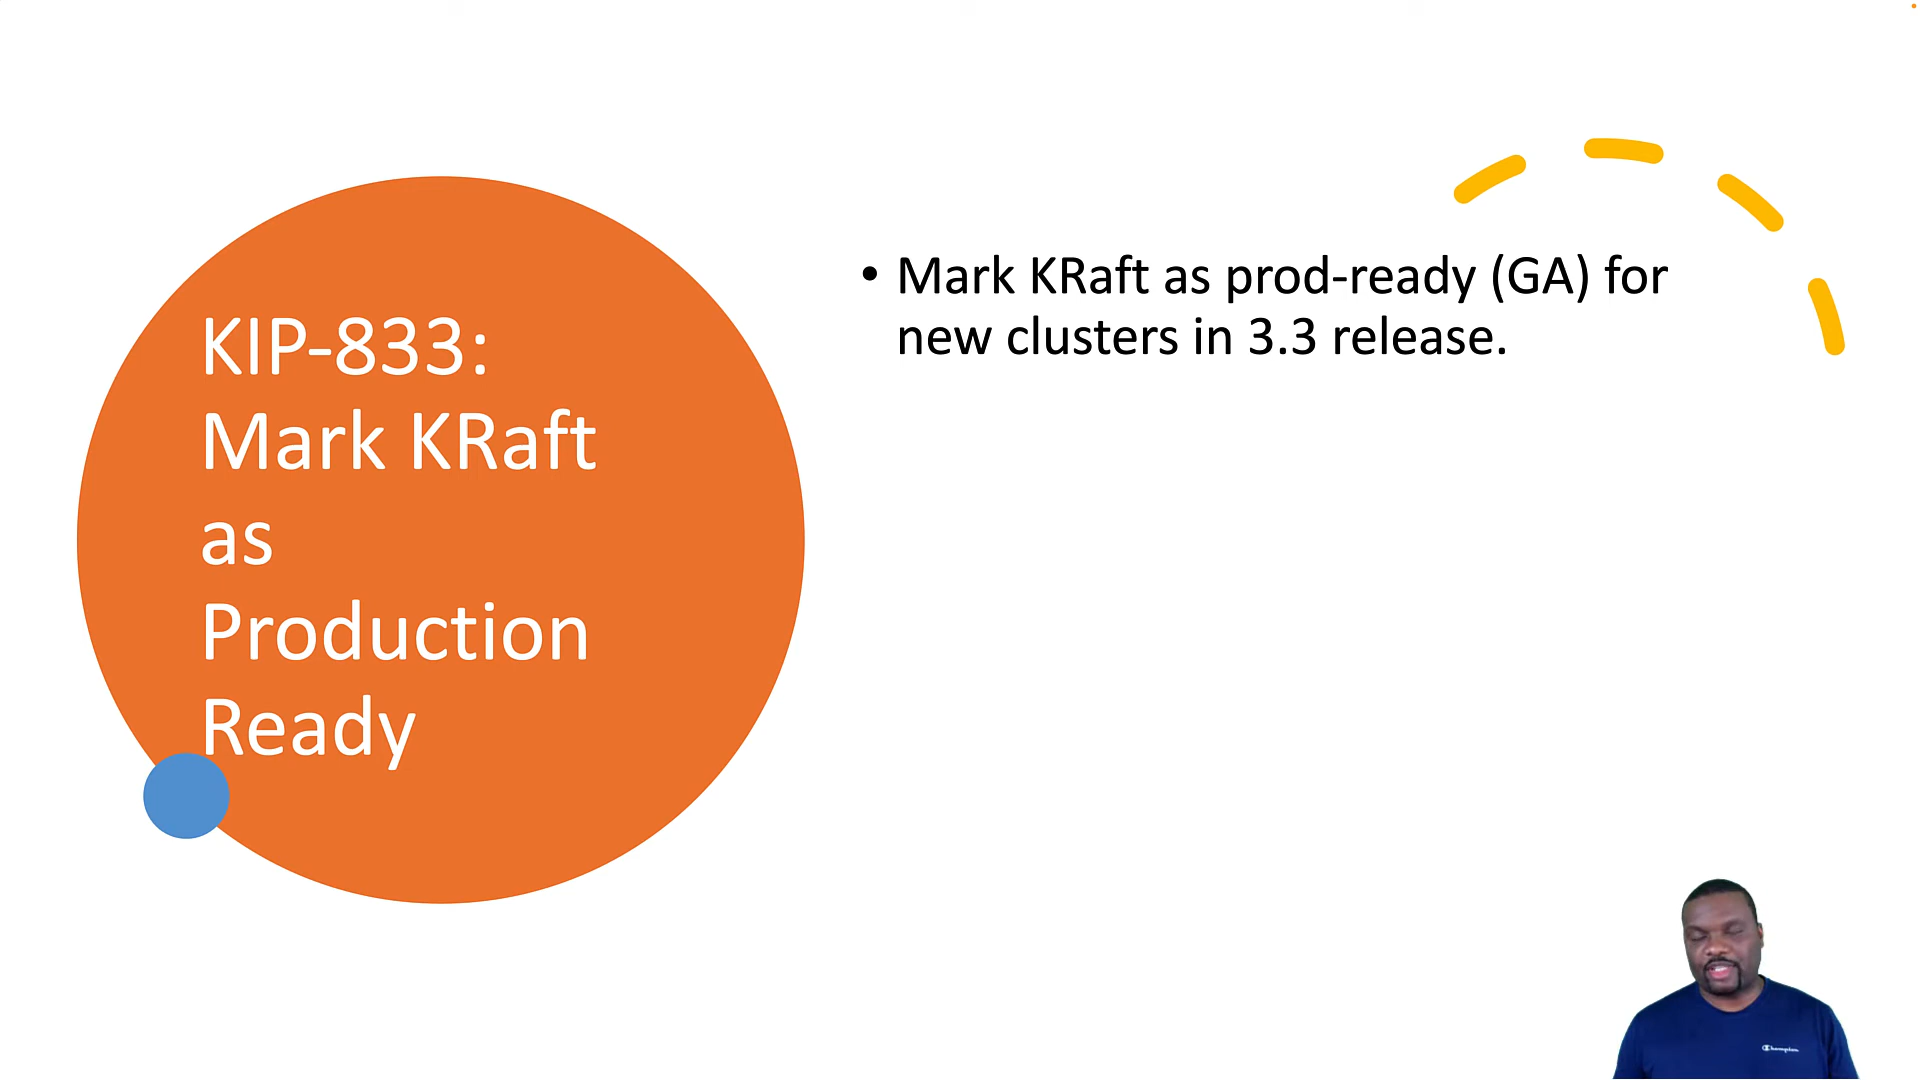 KIP-833:
Mark KRaft
as
Production
Ready
• Mark KRaft as prod-ready (GA) for
new clusters in 3.3 release.
Champion